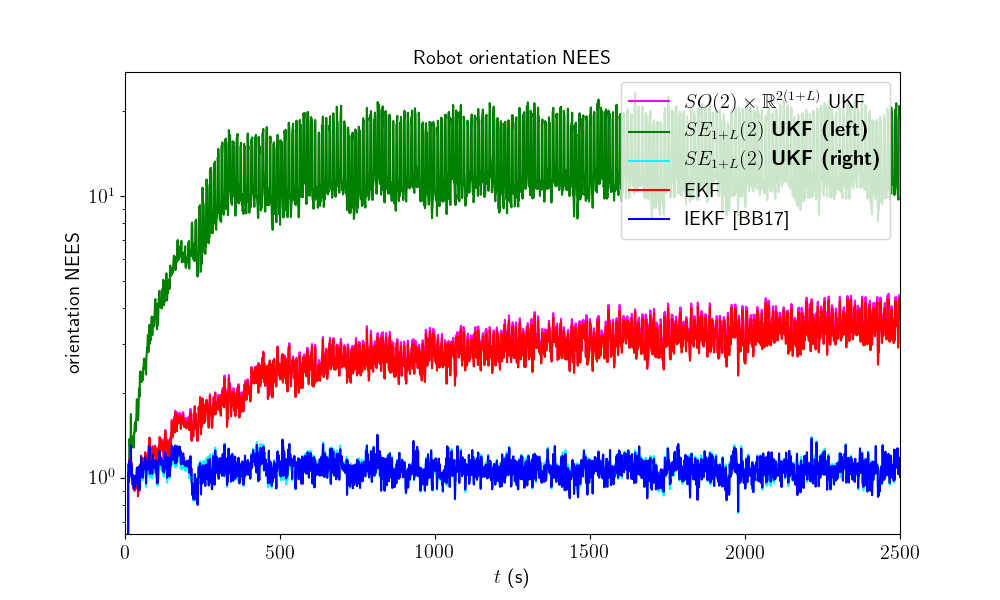 Robot orientation NEES
SO(2) × ℝ^{2(1+L)} UKF
SE_{1+L}(2) UKF (left)
SE_{1+L}(2) UKF (right)
EKF
IEKF [BB17]
orientation NEES
10^1
10^0
0 500 1000 1500 2000 2500
t (s)